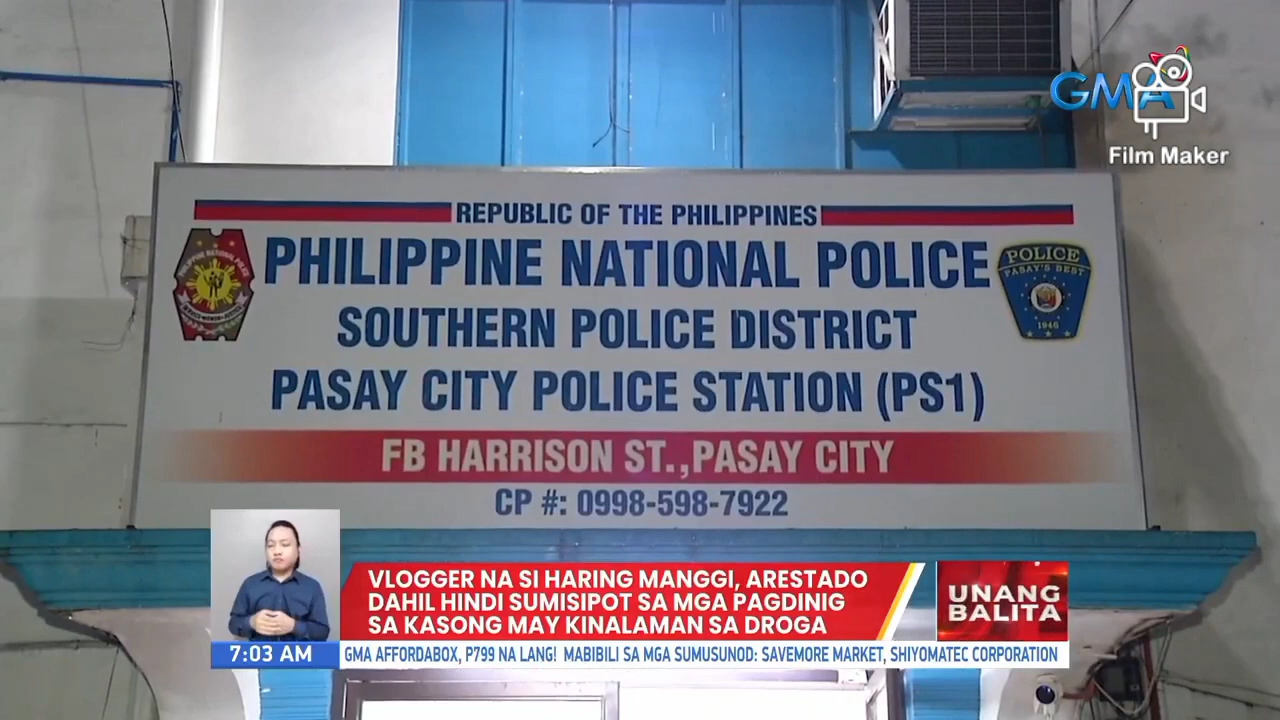 GMA
Film Maker
REPUBLIC OF THE PHILIPPINES
PHILIPPINE NATIONAL POLICE
SOUTHERN POLICE DISTRICT
PASAY CITY POLICE STATION (PS1)
FB HARRISON ST.,PASAY CITY
CP #: 0998-598-7922
PHILIPPINE NATIONAL POLICE
POLICE
PASAY'S BEST
1946
VLOGGER NA SI HARING MANGGI, ARESTADO
DAHIL HINDI SUMISIPOT SA MGA PAGDINIG
SA KASONG MAY KINALAMAN SA DROGA
UNANG
BALITA
7:03 AM
GMA AFFORDABOX, P799 NA LANG! MABIBILI SA MGA SUMUSUNOD: SAVEMORE MARKET, SHIYOMATEC CORPORATION